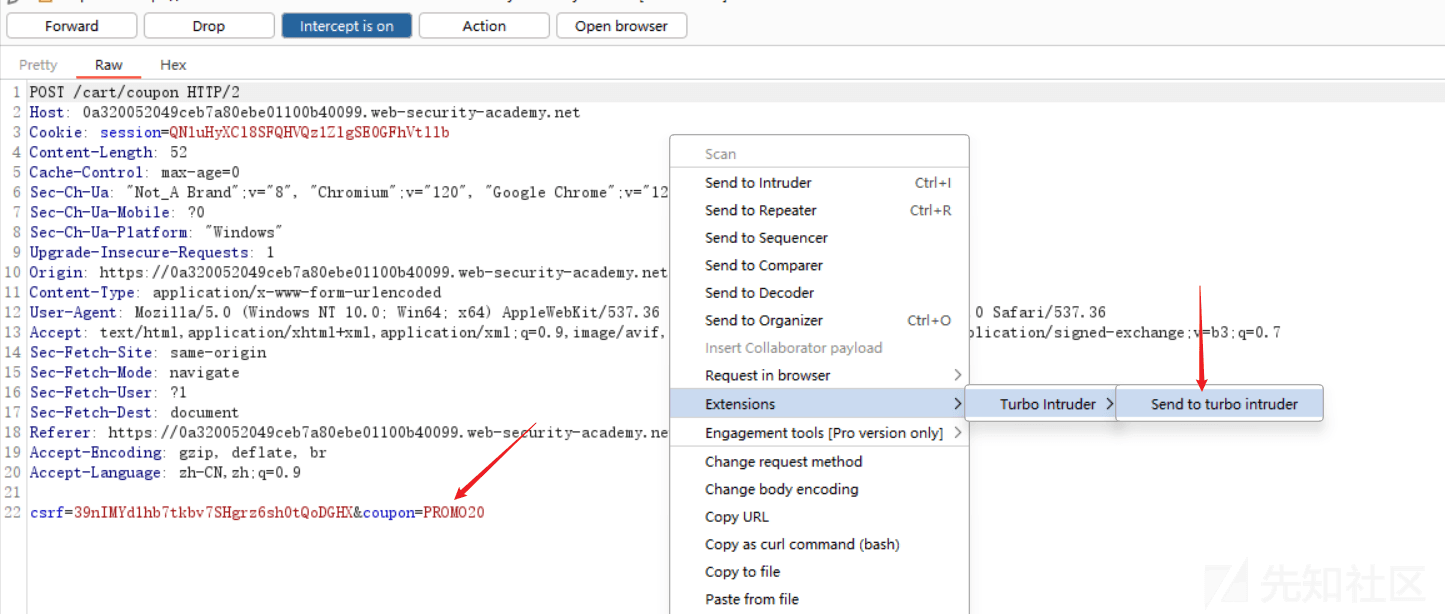 Forward Drop Intercept is on Action Open browser
Pretty Raw Hex
1 POST /cart/coupon HTTP/2
2 Host: 0a320052049ceb7a80ebe01100b40099.web-security-academy.net
3 Cookie: session=QN1uHyXCl8SFQHVQz1Z1gSE0GFhVtl1b
4 Content-Length: 52
5 Cache-Control: max-age=0
6 Sec-Ch-Ua: "Not_A Brand";v="8", "Chromium";v="120", "Google Chrome";v="12
7 Sec-Ch-Ua-Mobile: ?0
8 Sec-Ch-Ua-Platform: "Windows"
9 Upgrade-Insecure-Requests: 1
10 Origin: https://0a320052049ceb7a80ebe01100b40099.web-security-academy.net
11 Content-Type: application/x-www-form-urlencoded
12 User-Agent: Mozilla/5.0 (Windows NT 10.0; Win64; x64) AppleWebKit/537.36 0 Safari/537.36
13 Accept: text/html,application/xhtml+xml,application/xml;q=0.9,image/avif, plication/signed-exchange;v=b3;q=0.7
14 Sec-Fetch-Site: same-origin
15 Sec-Fetch-Mode: navigate
16 Sec-Fetch-User: ?1
17 Sec-Fetch-Dest: document
18 Referer: https://0a320052049ceb7a80ebe01100b40099.web-security-academy.ne
19 Accept-Encoding: gzip, deflate, br
20 Accept-Language: zh-CN,zh;q=0.9
21
22 csrf=39nIMYd1hb7tkbv7SHgrz6sh0tQoDGHX&coupon=PROMO20
Scan
Send to Intruder Ctrl+I
Send to Repeater Ctrl+R
Send to Sequencer
Send to Comparer
Send to Decoder
Send to Organizer Ctrl+O
Insert Collaborator payload
Request in browser
Extensions Turbo Intruder Send to turbo intruder
Engagement tools [Pro version only]
Change request method
Change body encoding
Copy URL
Copy as curl command (bash)
Copy to file
Paste from file
先知社区